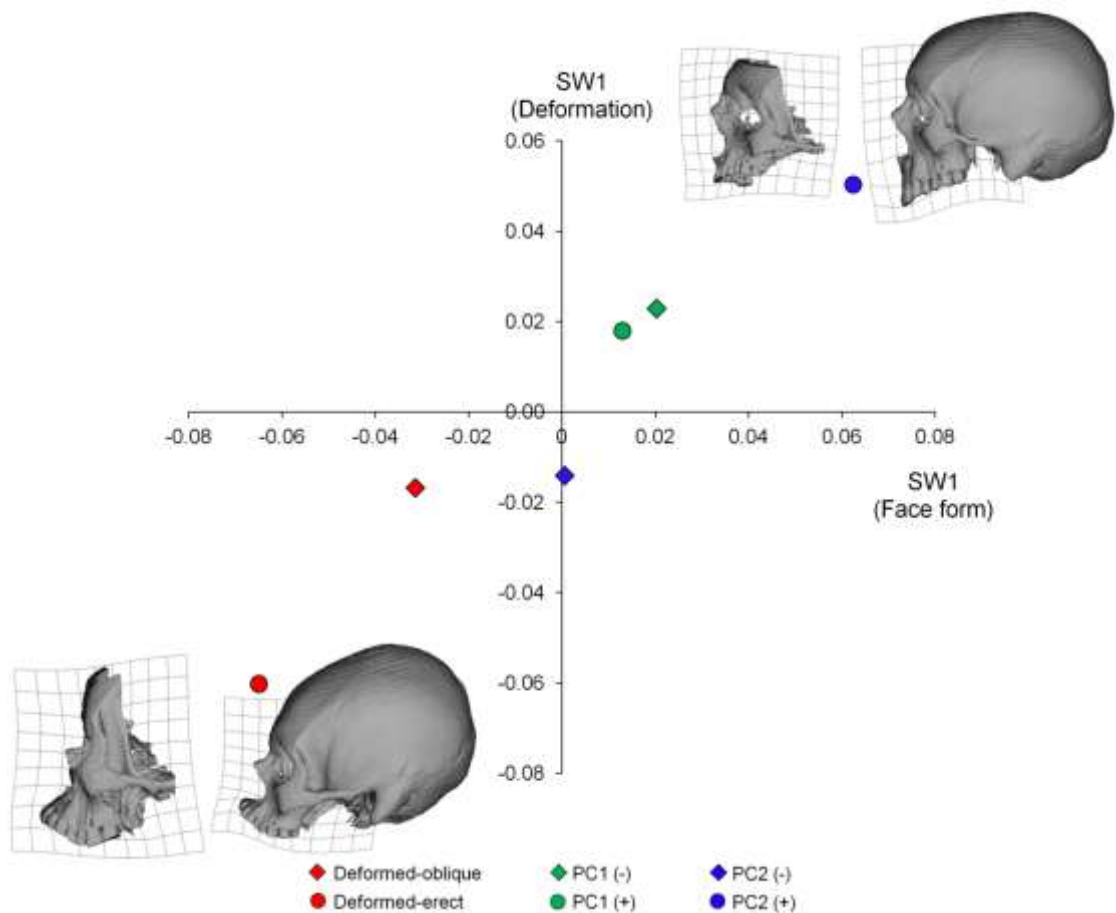 SW1
(Deformation)
0.06
0.04
0.02
0.00
-0.08 -0.06 -0.04 -0.02 0 0.02 0.04 0.06 0.08
SW1
(Face form)
-0.02
-0.04
-0.06
-0.08
Deformed-oblique PC1 (-) PC2 (-)
Deformed-erect PC1 (+) PC2 (+)